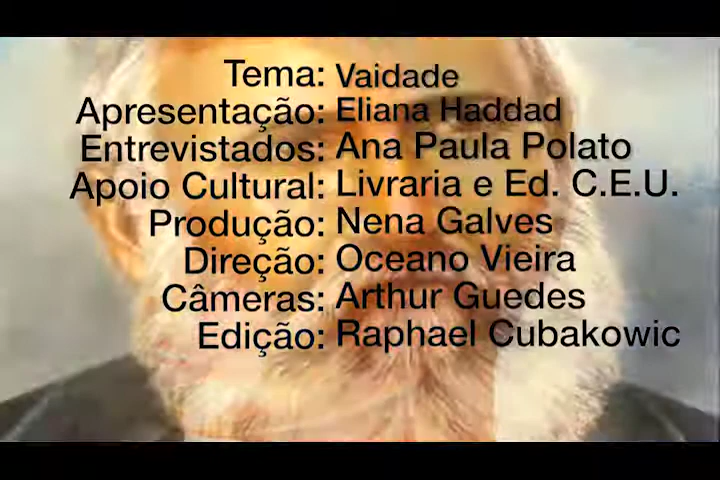 Tema: Vaidade
Apresentação: Eliana Haddad
Entrevistados: Ana Paula Polato
Apoio Cultural: Livraria e Ed. C.E.U.
Produção: Nena Galves
Direção: Oceano Vieira
Câmeras: Arthur Guedes
Edição: Raphael Cubakowic